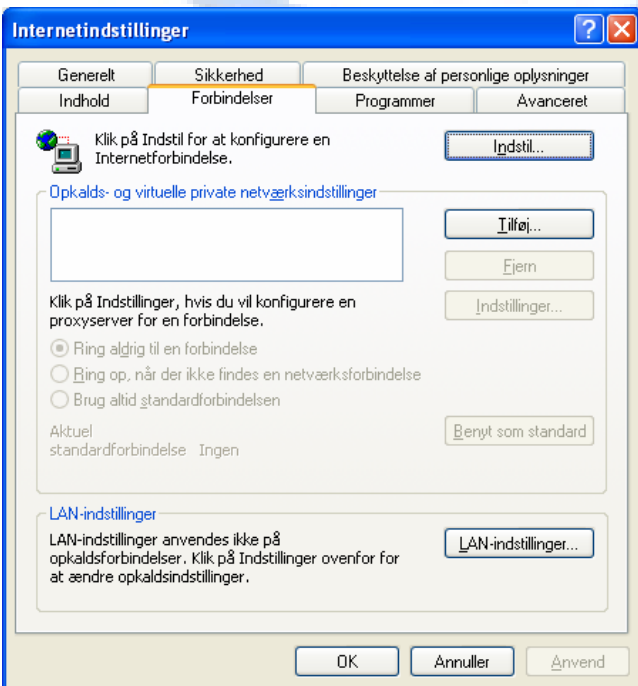 Internetindstillinger
Generelt Sikkerhed Beskyttelse af personlige oplysninger
Indhold Forbindelser Programmer Avanceret
Klik på Indstil for at konfigurere en
Internetforbindelse.
Indstil...
Opkalds- og virtuelle private netværksindstillinger
Tilføj...
Fjern
Klik på Indstillinger, hvis du vil konfigurere en
proxyserver for en forbindelse.
Indstillinger...
Ring aldrig til en forbindelse
Ring op, når der ikke findes en netværksforbindelse
Brug altid standardforbindelsen
Aktuel
standardforbindelse Ingen
Benyt som standard
LAN-indstillinger
LAN-indstillinger anvendes ikke på
opkaldsforbindelser. Klik på Indstillinger ovenfor for
at ændre opkaldsindstillinger.
LAN-indstillinger...
OK Annuller Anvend